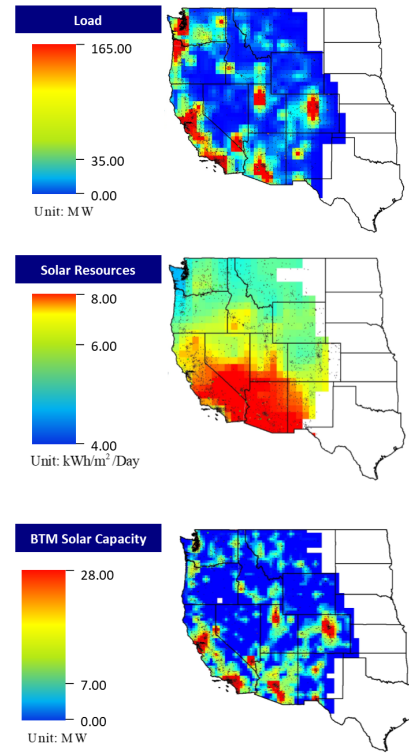 Load
165.00
35.00
0.00
Unit: MW
Solar Resources
8.00
6.00
4.00
Unit: kWh/m²/Day
BTM Solar Capacity
28.00
7.00
0.00
Unit: MW